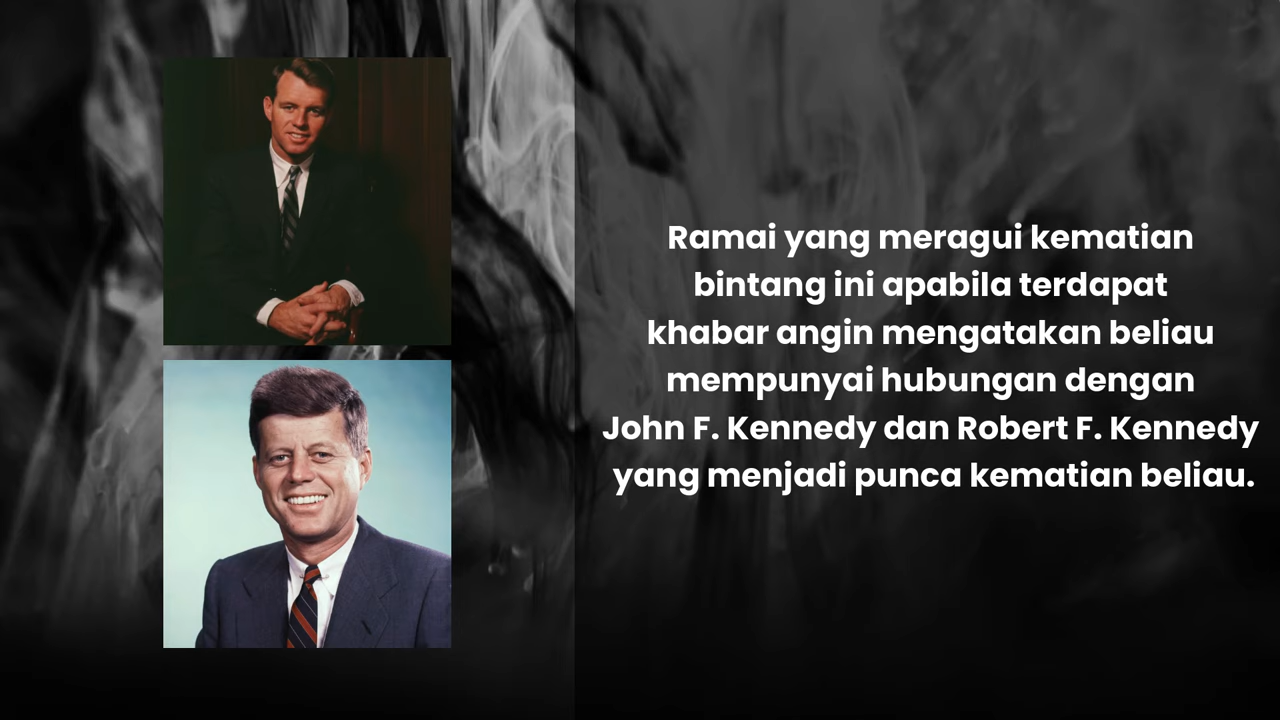 Ramai yang meragui kematian
bintang ini apabila terdapat
khabar angin mengatakan beliau
mempunyai hubungan dengan
John F. Kennedy dan Robert F. Kennedy
yang menjadi punca kematian beliau.